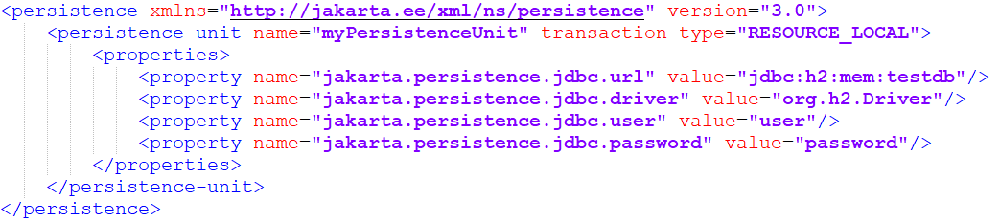 <persistence xmlns="http://jakarta.ee/xml/ns/persistence" version="3.0">
    <persistence-unit name="myPersistenceUnit" transaction-type="RESOURCE_LOCAL">
        <properties>
            <property name="jakarta.persistence.jdbc.url" value="jdbc:h2:mem:testdb"/>
            <property name="jakarta.persistence.jdbc.driver" value="org.h2.Driver"/>
            <property name="jakarta.persistence.jdbc.user" value="user"/>
            <property name="jakarta.persistence.jdbc.password" value="password"/>
        </properties>
    </persistence-unit>
</persistence>